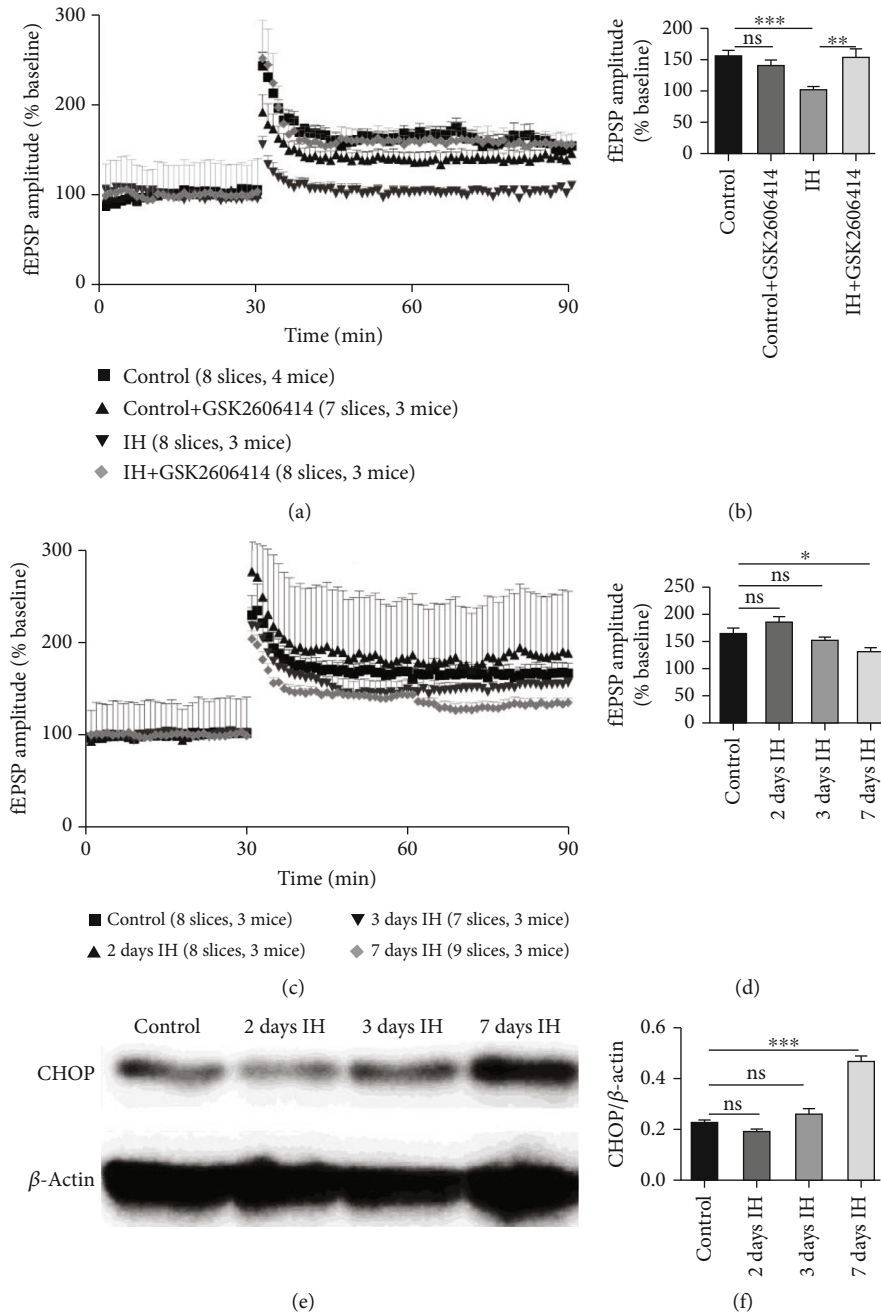 300
200
100
0
fEPSP amplitude (% baseline)
0
30
60
90
Time (min)
Control (8 slices, 4 mice)
Control+GSK2606414 (7 slices, 3 mice)
IH (8 slices, 3 mice)
IH+GSK2606414 (8 slices, 3 mice)
(a)
200
150
100
50
0
fEPSP amplitude
(% baseline)
***
ns
**
Control
Control+GSK2606414
IH
IH+GSK2606414
(b)
300
200
100
0
fEPSP amplitude (% baseline)
0
30
60
90
Time (min)
Control (8 slices, 3 mice)
2 days IH (8 slices, 3 mice)
3 days IH (7 slices, 3 mice)
7 days IH (9 slices, 3 mice)
(c)
250
200
150
100
50
0
fEPSP amplitude
(% baseline)
*
ns
ns
Control
2 days IH
3 days IH
7 days IH
(d)
Control 2 days IH 3 days IH 7 days IH
CHOP
β-Actin
(e)
0.6
0.4
0.2
0.0
CHOP/β-actin
***
ns
ns
Control
2 days IH
3 days IH
7 days IH
(f)